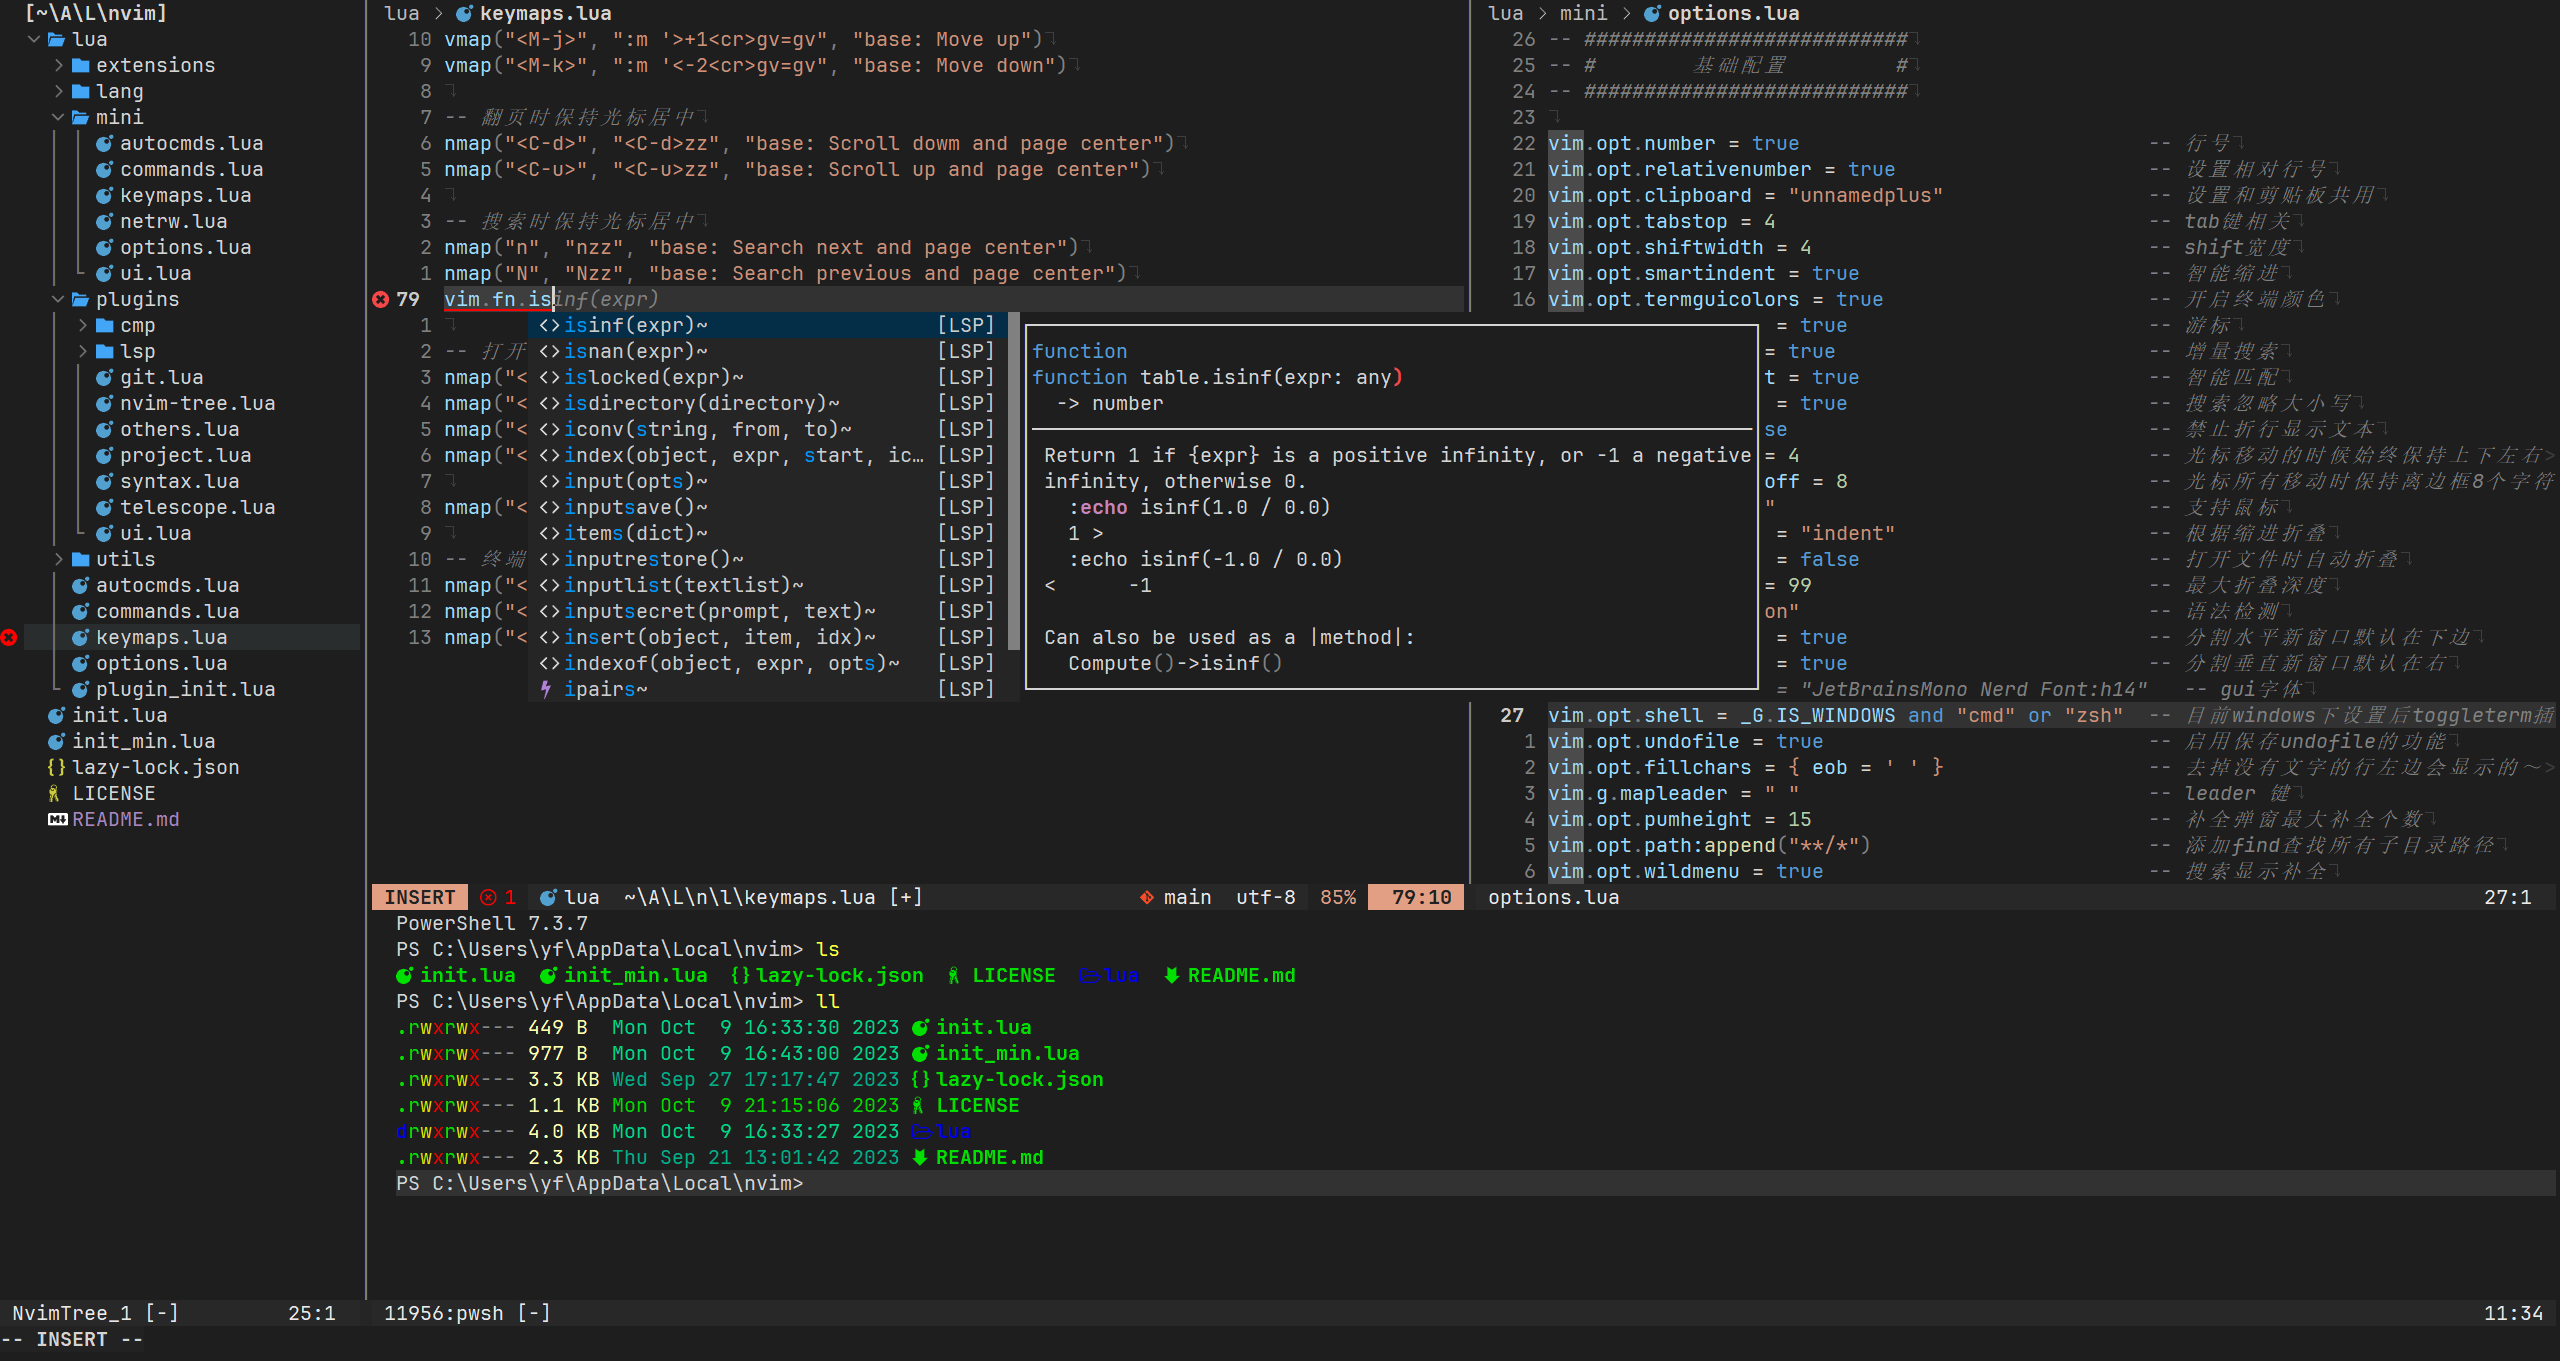 [~\A\L\nvim]
lua
extensions
lang
mini
autocmds.lua
commands.lua
keymaps.lua
netrw.lua
options.lua
ui.lua
plugins
cmp
lsp
git.lua
nvim-tree.lua
others.lua
project.lua
syntax.lua
telescope.lua
ui.lua
utils
autocmds.lua
commands.lua
keymaps.lua
options.lua
plugin_init.lua
init.lua
init_min.lua
{} lazy-lock.json
LICENSE
README.md
NvimTree_1 [-] 25:1
lua > keymaps.lua
10 vmap("<M-j>", ":m '>+1<cr>gv=gv", "base: Move up")
9 vmap("<M-k>", ":m '<-2<cr>gv=gv", "base: Move down")
8
7 -- 翻页时保持光标居中
6 nmap("<C-d>", "<C-d>zz", "base: Scroll dowm and page center")
5 nmap("<C-u>", "<C-u>zz", "base: Scroll up and page center")
4
3 -- 搜索时保持光标居中
2 nmap("n", "nzz", "base: Search next and page center")
1 nmap("N", "Nzz", "base: Search previous and page center")
79 vim.fn.isinf(expr)
1
2 -- 打开
3 nmap("<
4 nmap("<
5 nmap("<
6 nmap("<
7
8 nmap("<
9
10 -- 终端
11 nmap("<
12 nmap("<
13 nmap("<
<> isinf(expr)~ [LSP]
<> isnan(expr)~ [LSP]
<> islocked(expr)~ [LSP]
<> isdirectory(directory)~ [LSP]
<> iconv(string, from, to)~ [LSP]
<> index(object, expr, start, ic… [LSP]
<> input(opts)~ [LSP]
<> inputsave()~ [LSP]
<> items(dict)~ [LSP]
<> inputrestore()~ [LSP]
<> inputlist(textlist)~ [LSP]
<> inputsecret(prompt, text)~ [LSP]
<> insert(object, item, idx)~ [LSP]
<> indexof(object, expr, opts)~ [LSP]
ipairs~ [LSP]
function
function table.isinf(expr: any)
-> number
Return 1 if {expr} is a positive infinity, or -1 a negative
infinity, otherwise 0.
:echo isinf(1.0 / 0.0)
1 >
:echo isinf(-1.0 / 0.0)
< -1
Can also be used as a |method|:
Compute()->isinf()
INSERT 1 lua ~\A\L\n\l\keymaps.lua [+] main utf-8 85% 79:10
lua > mini > options.lua
26 -- ###########################
25 -- # 基础配置 #
24 -- ###########################
23
22 vim.opt.number = true -- 行号
21 vim.opt.relativenumber = true -- 设置相对行号
20 vim.opt.clipboard = "unnamedplus" -- 设置和剪贴板共用
19 vim.opt.tabstop = 4 -- tab键相关
18 vim.opt.shiftwidth = 4 -- shift宽度
17 vim.opt.smartindent = true -- 智能缩进
16 vim.opt.termguicolors = true -- 开启终端颜色
= true -- 游标
= true -- 增量搜索
t = true -- 智能匹配
= true -- 搜索忽略大小写
se -- 禁止折行显示文本
= 4 -- 光标移动的时候始终保持上下左右>
off = 8 -- 光标所有移动时保持离边框8个字符
" -- 支持鼠标
= "indent" -- 根据缩进折叠
= false -- 打开文件时自动折叠
= 99 -- 最大折叠深度
on" -- 语法检测
= true -- 分割水平新窗口默认在下边
= true -- 分割垂直新窗口默认在右
= "JetBrainsMono Nerd Font:h14" -- gui字体
27 vim.opt.shell = _G.IS_WINDOWS and "cmd" or "zsh" -- 目前windows下设置后toggleterm插
1 vim.opt.undofile = true -- 启用保存undofile的功能
2 vim.opt.fillchars = { eob = ' ' } -- 去掉没有文字的行左边会显示的～>
3 vim.g.mapleader = " " -- leader 键
4 vim.opt.pumheight = 15 -- 补全弹窗最大补全个数
5 vim.opt.path:append("**/*") -- 添加find查找所有子目录路径
6 vim.opt.wildmenu = true -- 搜索显示补全
options.lua 27:1
PowerShell 7.3.7
PS C:\Users\yf\AppData\Local\nvim> ls
init.lua init_min.lua {} lazy-lock.json LICENSE lua README.md
PS C:\Users\yf\AppData\Local\nvim> ll
.rwxrwx--- 449 B Mon Oct 9 16:33:30 2023 init.lua
.rwxrwx--- 977 B Mon Oct 9 16:43:00 2023 init_min.lua
.rwxrwx--- 3.3 KB Wed Sep 27 17:17:47 2023 {} lazy-lock.json
.rwxrwx--- 1.1 KB Mon Oct 9 21:15:06 2023 LICENSE
drwxrwx--- 4.0 KB Mon Oct 9 16:33:27 2023 lua
.rwxrwx--- 2.3 KB Thu Sep 21 13:01:42 2023 README.md
PS C:\Users\yf\AppData\Local\nvim>
11956:pwsh [-] 11:34
-- INSERT --